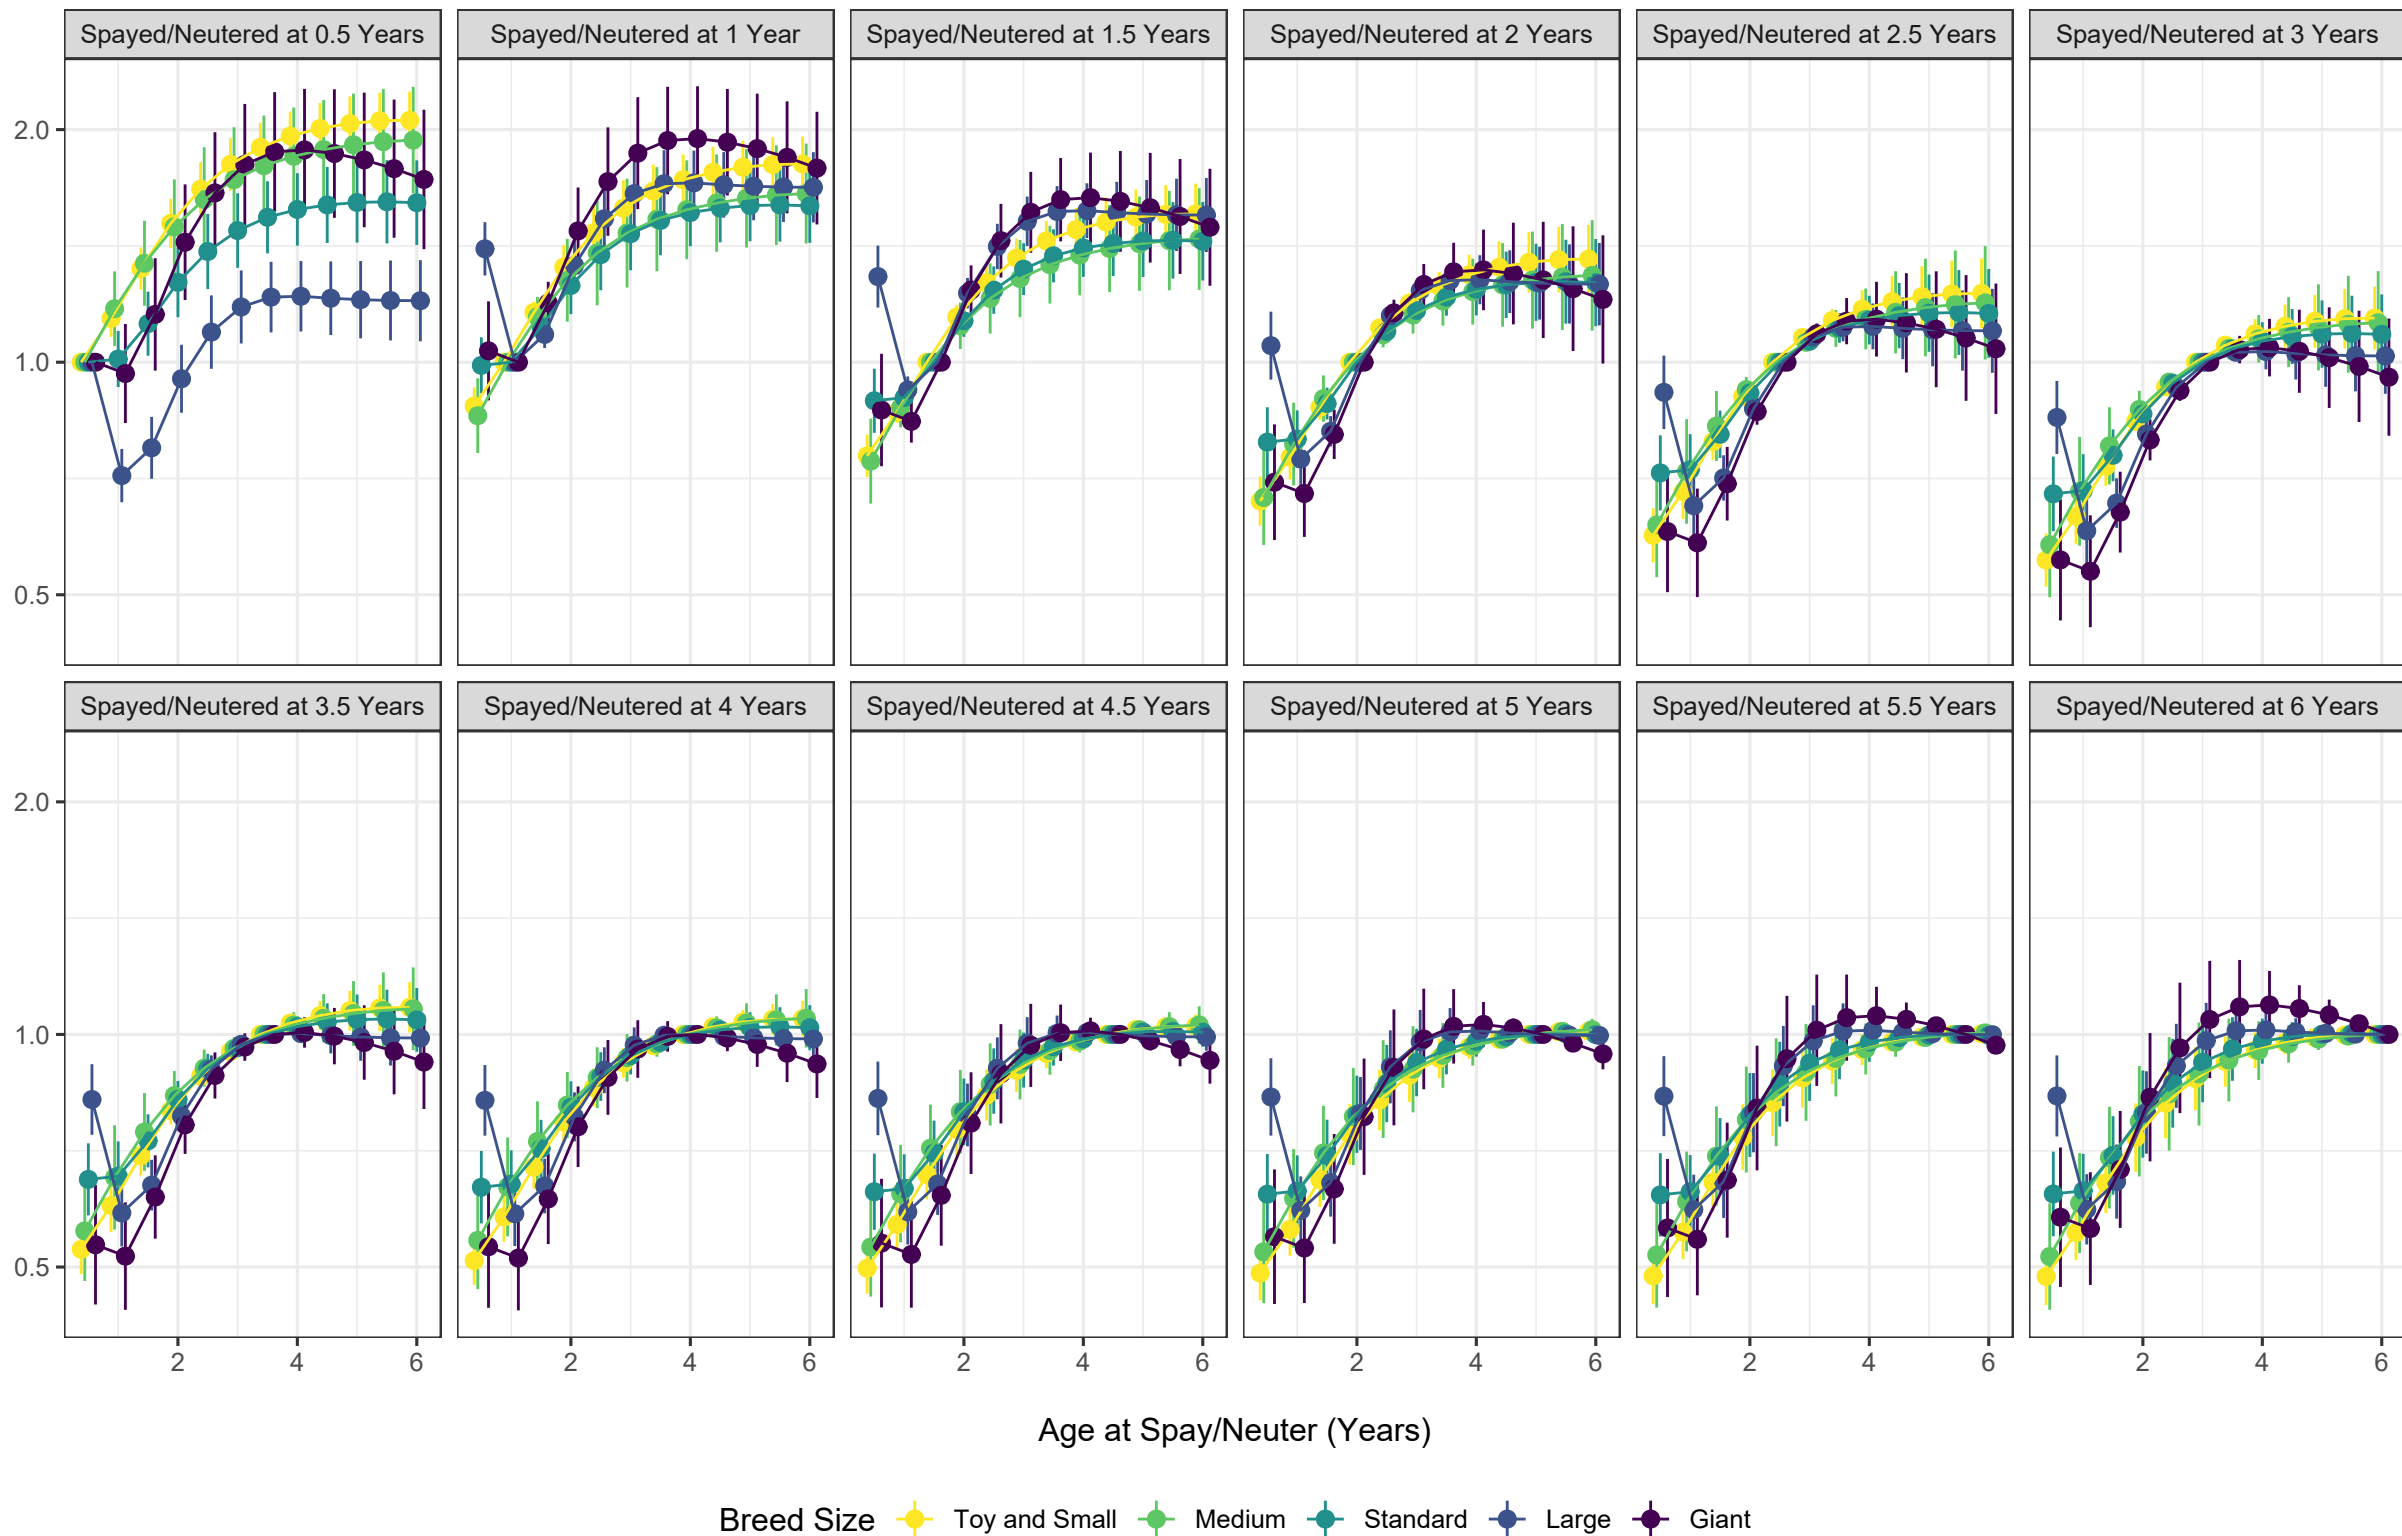 Spayed/Neutered at 0.5 Years Spayed/Neutered at 1 Year Spayed/Neutered at 1.5 Years Spayed/Neutered at 2 Years Spayed/Neutered at 2.5 Years Spayed/Neutered at 3 Years
2.0
1.0
0.5
Spayed/Neutered at 3.5 Years Spayed/Neutered at 4 Years Spayed/Neutered at 4.5 Years Spayed/Neutered at 5 Years Spayed/Neutered at 5.5 Years Spayed/Neutered at 6 Years
2.0
1.0
0.5
2 4 6 2 4 6 2 4 6 2 4 6 2 4 6 2 4 6
Age at Spay/Neuter (Years)
Breed Size Toy and Small Medium Standard Large Giant